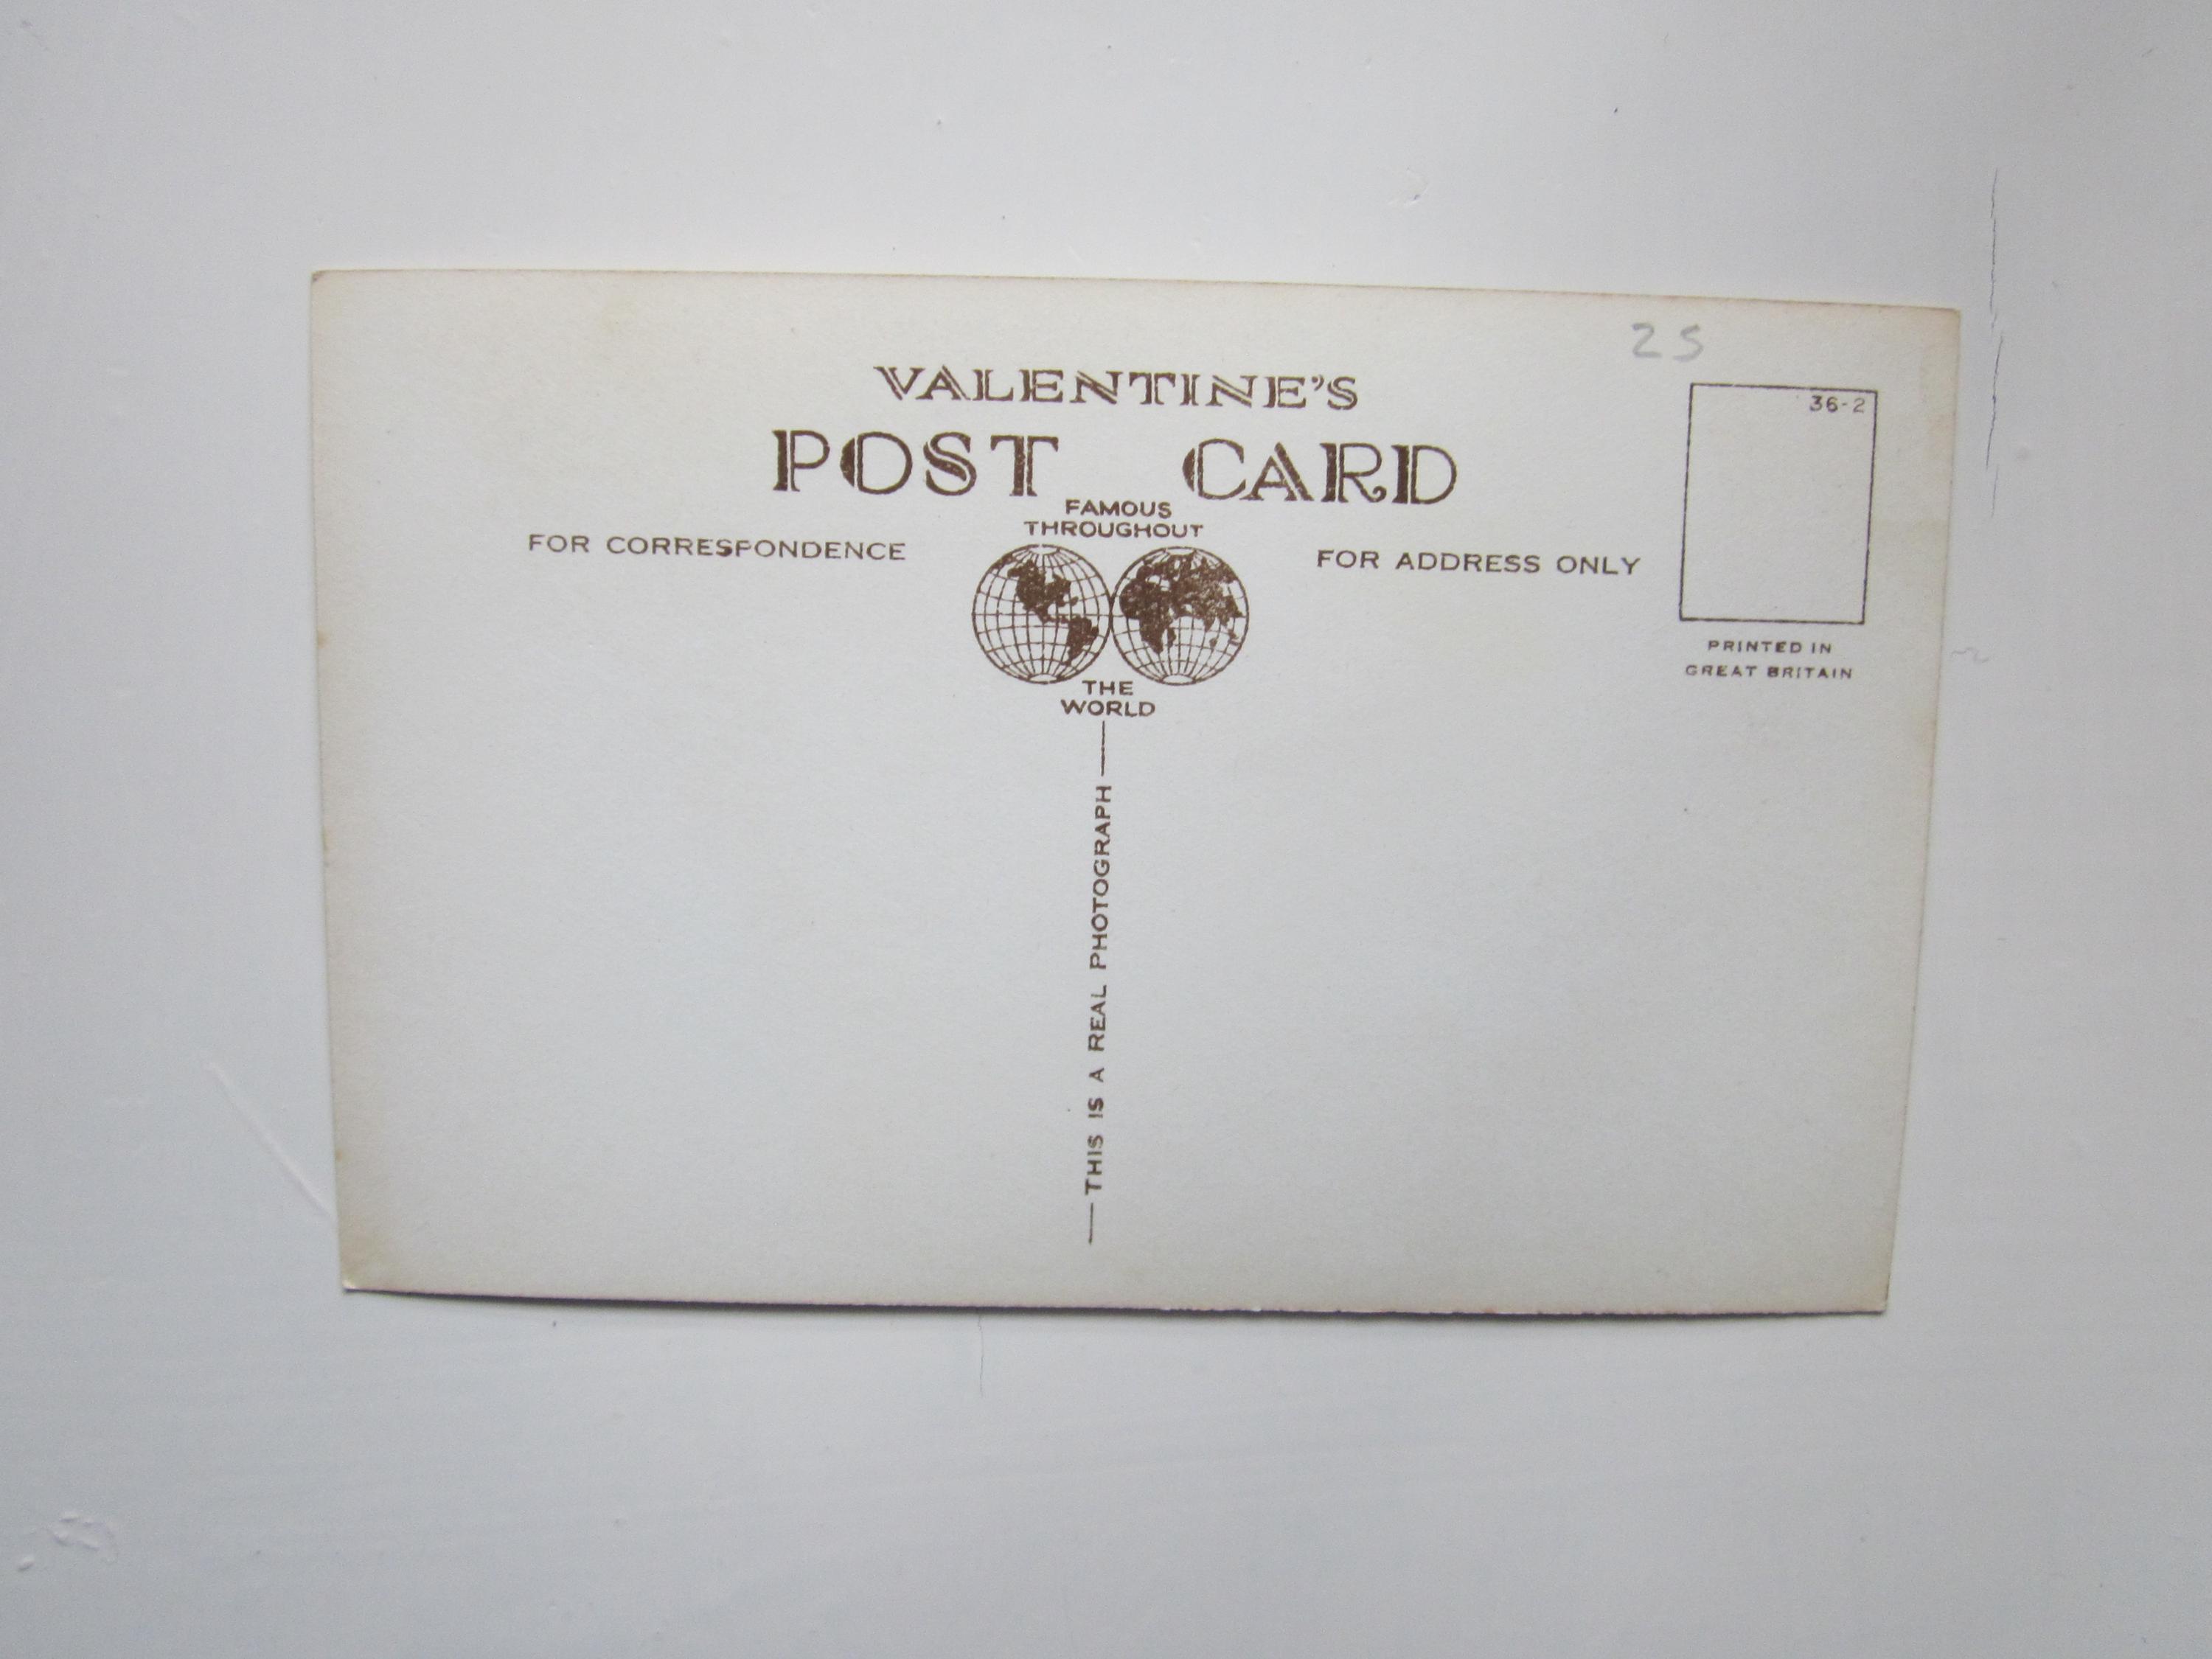 25
VALENTINE'S
POST CARD
36-2
FAMOUS
THROUGHOUT
FOR CORRESPONDENCE
FOR ADDRESS ONLY
PRINTED IN
GREAT BRITAIN
THE
WORLD
THIS IS A REAL PHOTOGRAPH